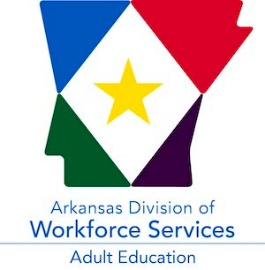 Arkansas Division of
Workforce Services
Adult Education